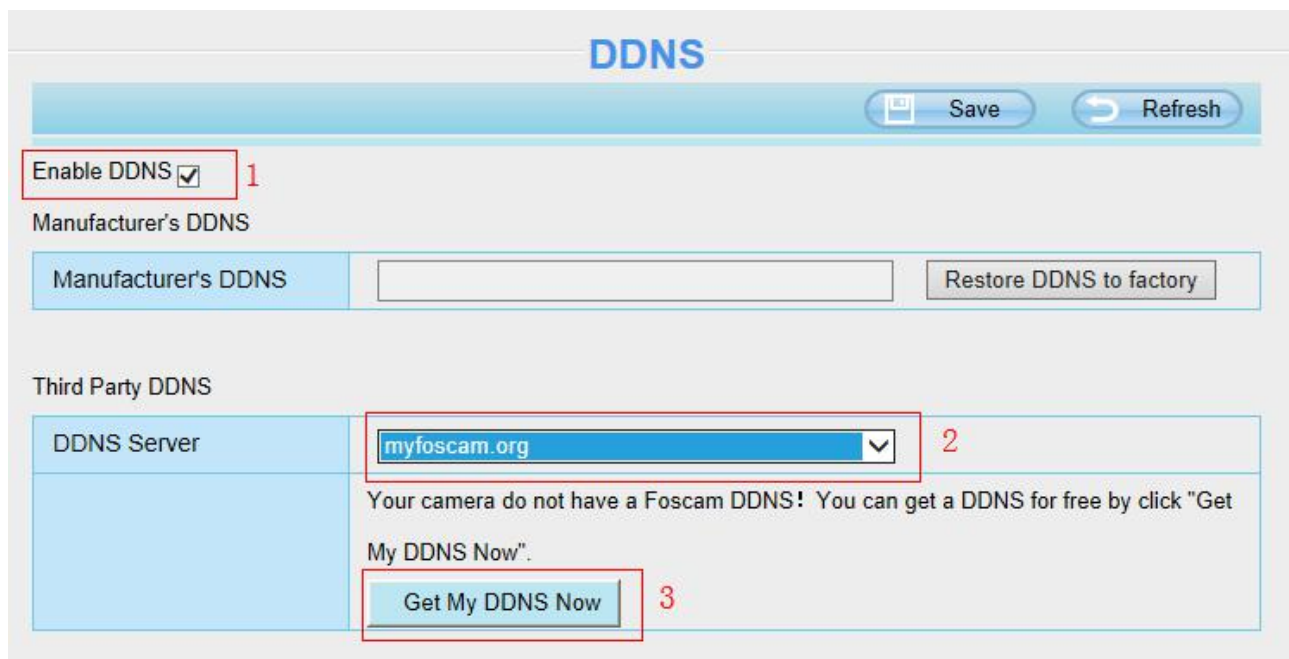 DDNS
Save Refresh
Enable DDNS 1
Manufacturer's DDNS
Manufacturer's DDNS Restore DDNS to factory
Third Party DDNS
DDNS Server myfoscam.org 2
Your camera do not have a Foscam DDNS! You can get a DDNS for free by click "Get
My DDNS Now".
Get My DDNS Now 3